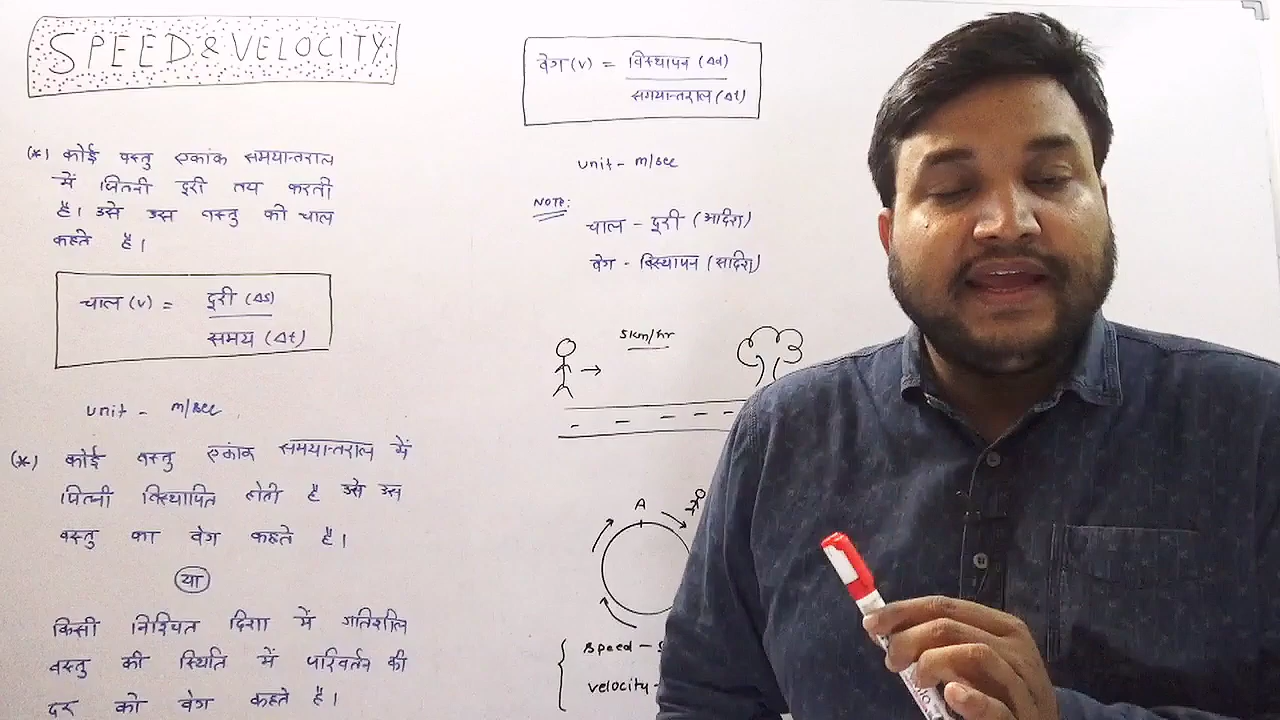 SPEED & VELOCITY
(*) कोई वस्तु एकांक समयान्तराल
में जितनी दुरी तय करती
है। उसे उस वस्तु की चाल
कहते है।
चाल (v) = दुरी (Δs)
समय (Δt)
unit - m/sec
(*) कोई वस्तु एकांक समयान्तराल में
जितनी विस्थापित होती है उसे उस
वस्तु का वेग कहते है।
या
किसी निश्चित दिशा में गतिशील
वस्तु की स्थिति में परिवर्तन की
दर को वेग कहते है।
वेग (v) = विस्थापन (Δd)
समयान्तराल (Δt)
unit - m/sec
NOTE:
चाल - दूरी (अदिश)
वेग - विस्थापन (सदिश)
5km/hr
A
speed -
velocity -